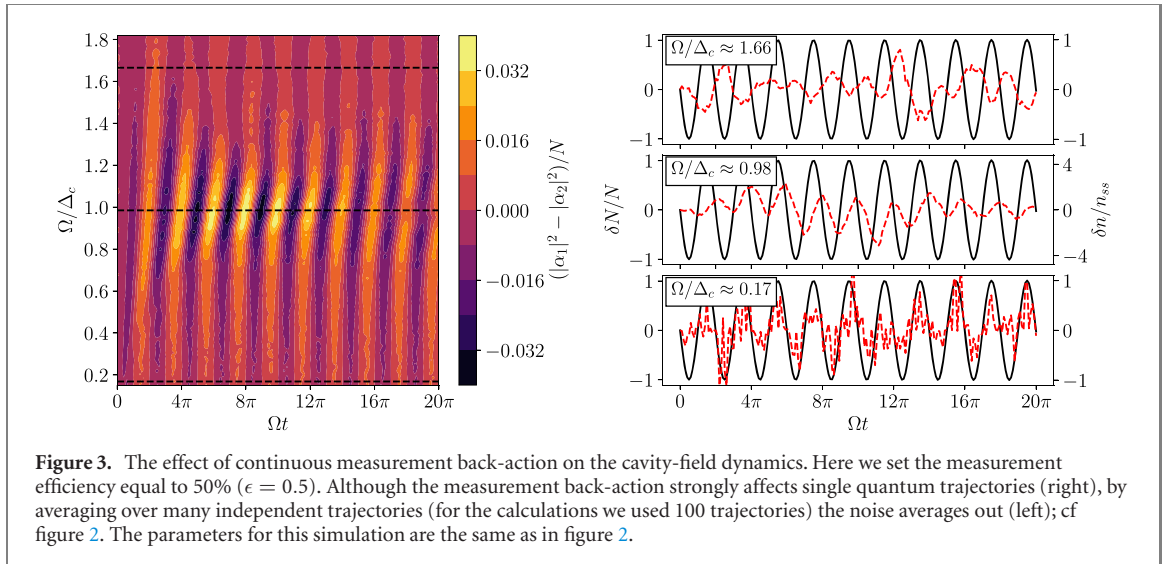 1.8
1.6
1.4
1.2
1.0
0.8
0.6
0.4
0.2
Ω/Δc
0 4π 8π 12π 16π 20π
Ωt
0.032
0.016
0.000
−0.016
−0.032
(|α1|² − |α2|²)/N
Ω/Δc ≈ 1.66
1
0
−1
1
0
−1
Ω/Δc ≈ 0.98
1
0
−1
4
0
−4
δN/N
δn/nss
Ω/Δc ≈ 0.17
1
0
−1
1
0
−1
0 4π 8π 12π 16π 20π
Ωt
Figure 3. The effect of continuous measurement back-action on the cavity-field dynamics. Here we set the measurement
efficiency equal to 50% (ϵ = 0.5). Although the measurement back-action strongly affects single quantum trajectories (right), by
averaging over many independent trajectories (for the calculations we used 100 trajectories) the noise averages out (left); cf
figure 2. The parameters for this simulation are the same as in figure 2.